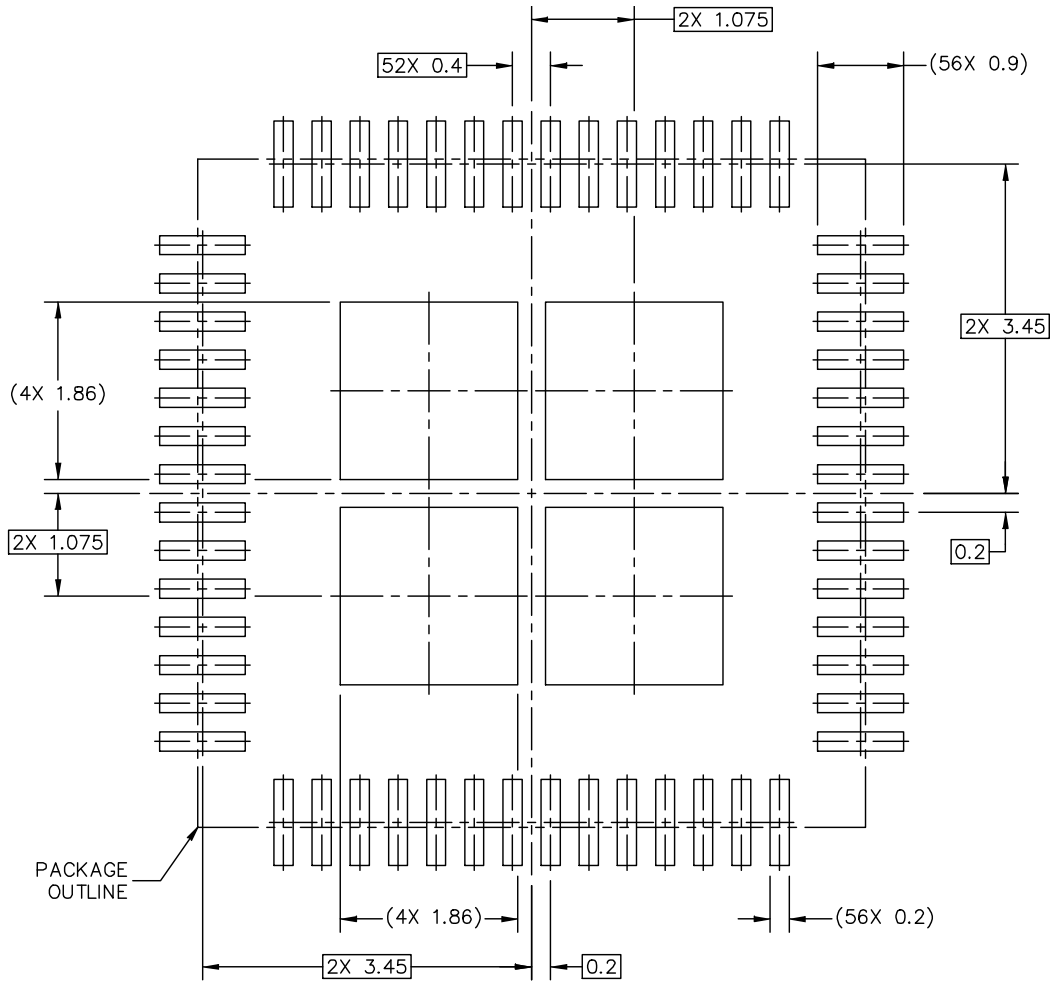 2X 1.075
52X 0.4
(56X 0.9)
2X 3.45
(4X 1.86)
2X 1.075
0.2
PACKAGE
OUTLINE
(4X 1.86)
(56X 0.2)
2X 3.45
0.2